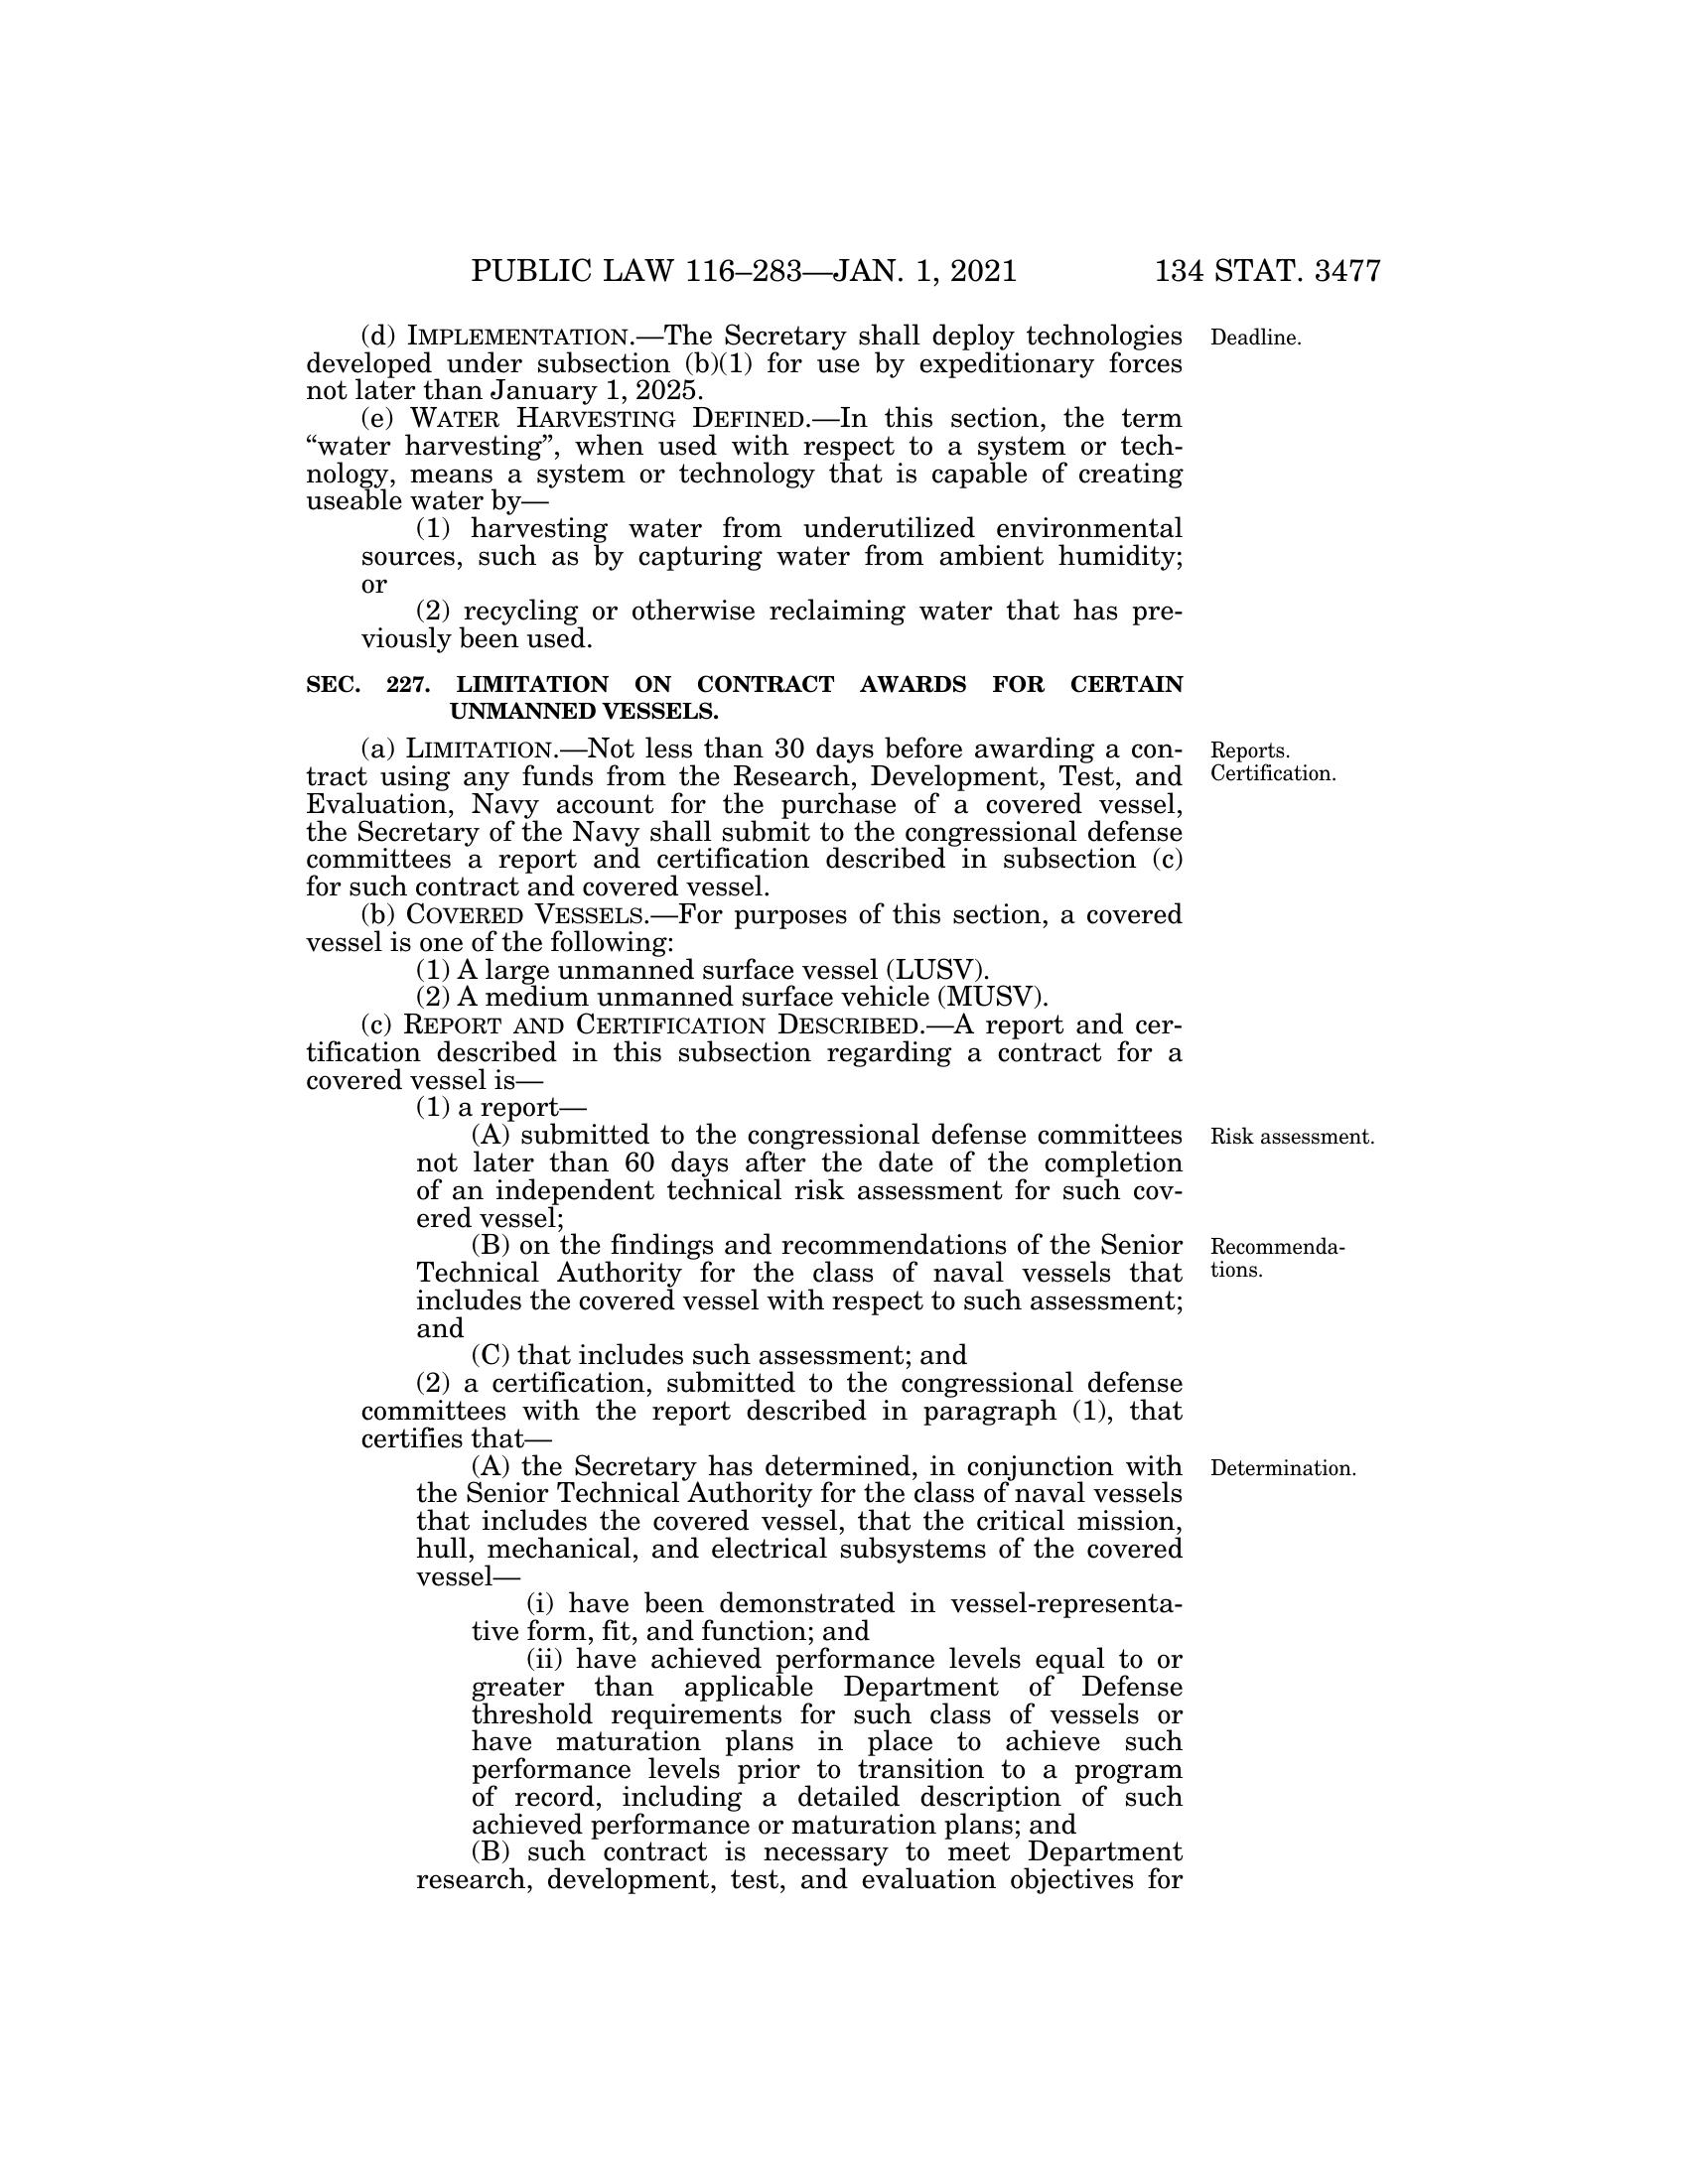 PUBLIC LAW 116–283—JAN. 1, 2021 134 STAT. 3477
(d) IMPLEMENTATION.—The Secretary shall deploy technologies
developed under subsection (b)(1) for use by expeditionary forces
not later than January 1, 2025.
Deadline.
(e) WATER HARVESTING DEFINED.—In this section, the term
“water harvesting”, when used with respect to a system or tech-
nology, means a system or technology that is capable of creating
useable water by—
(1) harvesting water from underutilized environmental
sources, such as by capturing water from ambient humidity;
or
(2) recycling or otherwise reclaiming water that has pre-
viously been used.
SEC. 227. LIMITATION ON CONTRACT AWARDS FOR CERTAIN
UNMANNED VESSELS.
(a) LIMITATION.—Not less than 30 days before awarding a con-
tract using any funds from the Research, Development, Test, and
Evaluation, Navy account for the purchase of a covered vessel,
the Secretary of the Navy shall submit to the congressional defense
committees a report and certification described in subsection (c)
for such contract and covered vessel.
Reports.
Certification.
(b) COVERED VESSELS.—For purposes of this section, a covered
vessel is one of the following:
(1) A large unmanned surface vessel (LUSV).
(2) A medium unmanned surface vehicle (MUSV).
(c) REPORT AND CERTIFICATION DESCRIBED.—A report and cer-
tification described in this subsection regarding a contract for a
covered vessel is—
(1) a report—
(A) submitted to the congressional defense committees
not later than 60 days after the date of the completion
of an independent technical risk assessment for such cov-
ered vessel;
Risk assessment.
(B) on the findings and recommendations of the Senior
Technical Authority for the class of naval vessels that
includes the covered vessel with respect to such assessment;
and
Recommenda-
tions.
(C) that includes such assessment; and
(2) a certification, submitted to the congressional defense
committees with the report described in paragraph (1), that
certifies that—
(A) the Secretary has determined, in conjunction with
the Senior Technical Authority for the class of naval vessels
that includes the covered vessel, that the critical mission,
hull, mechanical, and electrical subsystems of the covered
vessel—
Determination.
(i) have been demonstrated in vessel-representa-
tive form, fit, and function; and
(ii) have achieved performance levels equal to or
greater than applicable Department of Defense
threshold requirements for such class of vessels or
have maturation plans in place to achieve such
performance levels prior to transition to a program
of record, including a detailed description of such
achieved performance or maturation plans; and
(B) such contract is necessary to meet Department
research, development, test, and evaluation objectives for